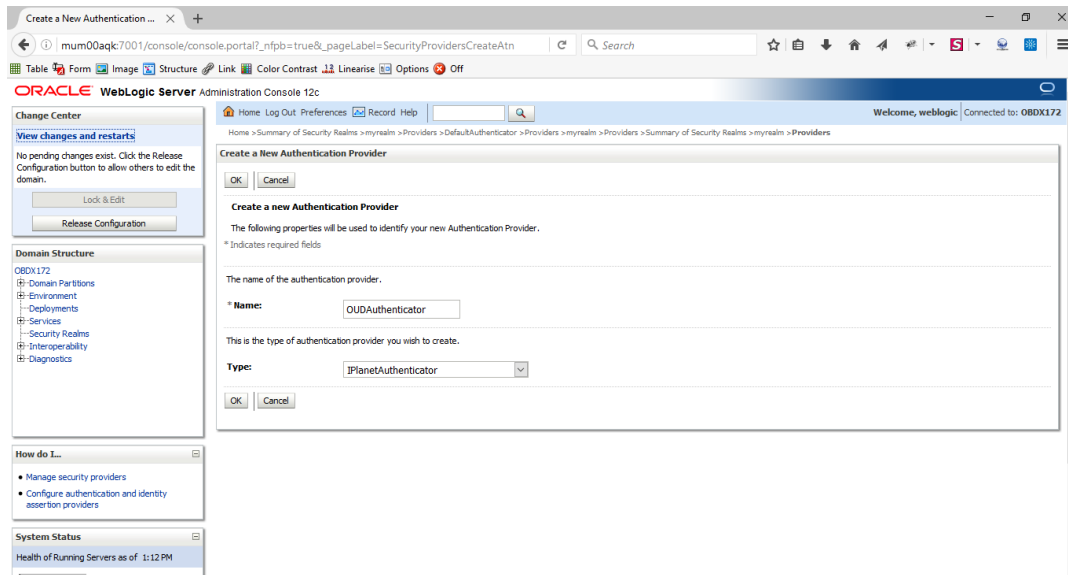 Create a New Authentication ...
mum00aqk:7001/console/console.portal?_nfpb=true&_pageLabel=SecurityProvidersCreateAtn
Search
Table Form Image Structure Link Color Contrast Linearise Options Off
ORACLE WebLogic Server Administration Console 12c
Change Center
View changes and restarts
No pending changes exist. Click the Release
Configuration button to allow others to edit the
domain.
Lock & Edit
Release Configuration
Domain Structure
OBDX172
Domain Partitions
Environment
Deployments
Services
Security Realms
Interoperability
Diagnostics
How do I...
Manage security providers
Configure authentication and identity
assertion providers
System Status
Health of Running Servers as of 1:12 PM
Home Log Out Preferences Record Help
Welcome, weblogic Connected to: OBDX172
Home >Summary of Security Realms >myrealm >Providers >DefaultAuthenticator >Providers >myrealm >Providers >Summary of Security Realms >myrealm >Providers
Create a New Authentication Provider
OK Cancel
Create a new Authentication Provider
The following properties will be used to identify your new Authentication Provider.
* Indicates required fields
The name of the authentication provider.
* Name: OUDAuthenticator
This is the type of authentication provider you wish to create.
Type: IPlanetAuthenticator
OK Cancel